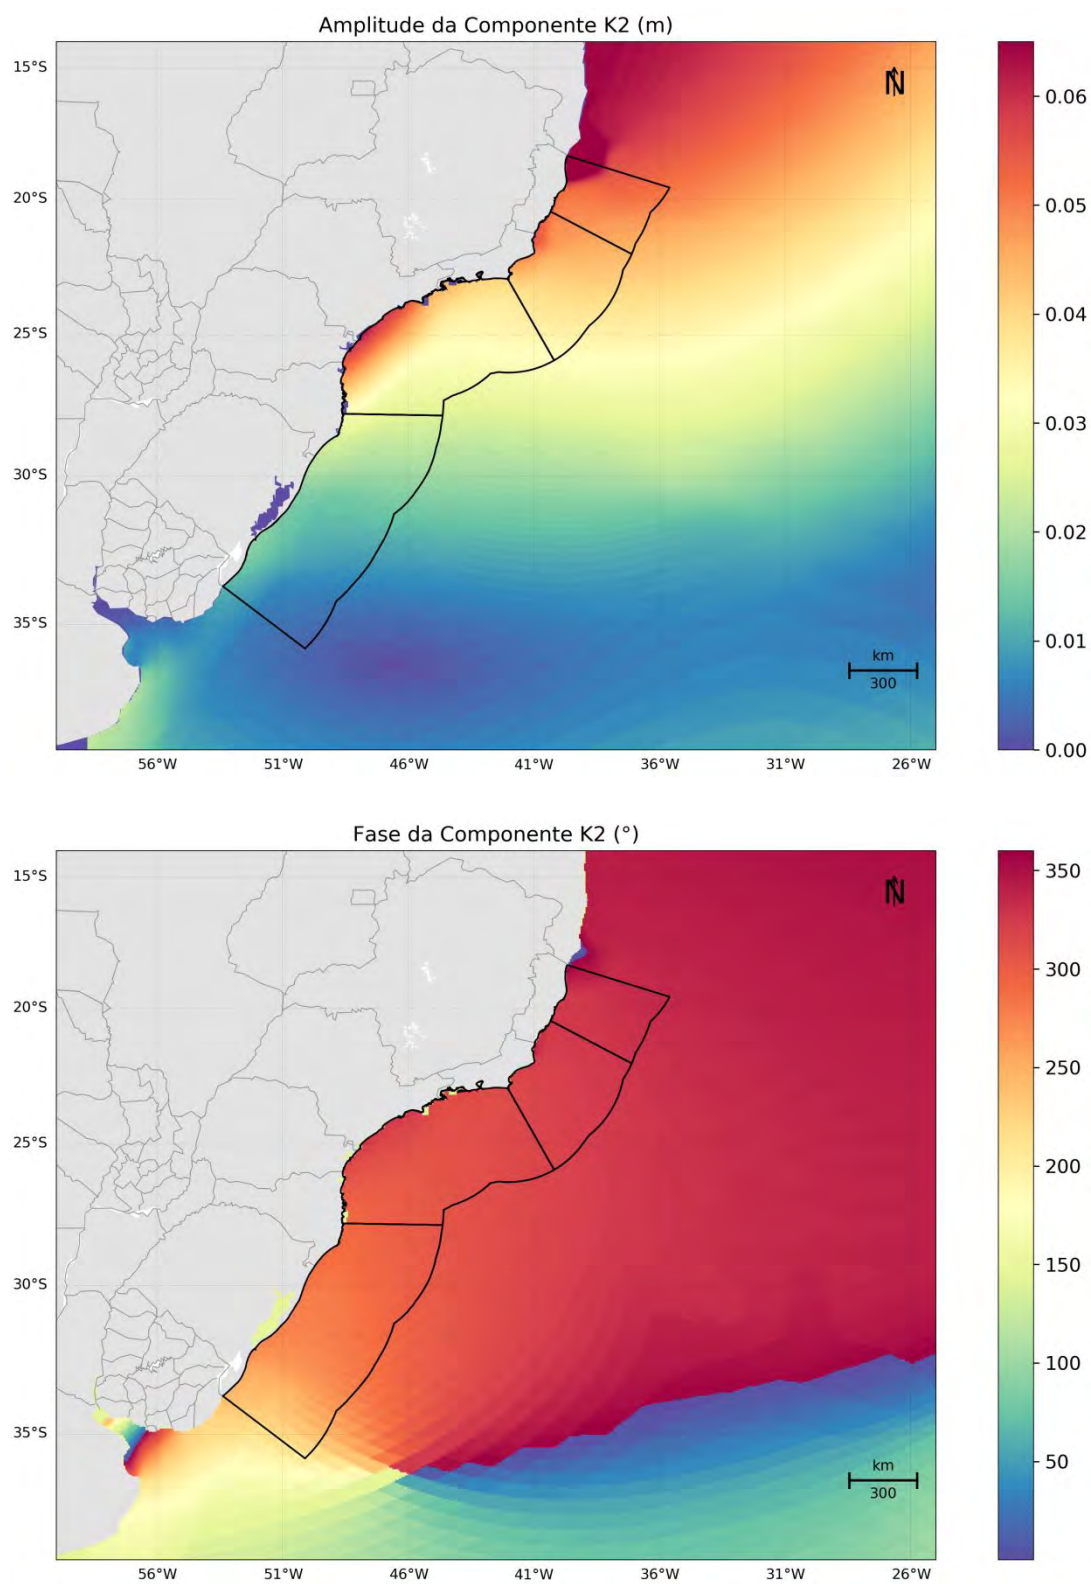 Amplitude da Componente K2 (m)
15°S
20°S
25°S
30°S
35°S
N
km
300
56°W 51°W 46°W 41°W 36°W 31°W 26°W
0.06
0.05
0.04
0.03
0.02
0.01
0.00
Fase da Componente K2 (°)
15°S
20°S
25°S
30°S
35°S
N
km
300
56°W 51°W 46°W 41°W 36°W 31°W 26°W
350
300
250
200
150
100
50